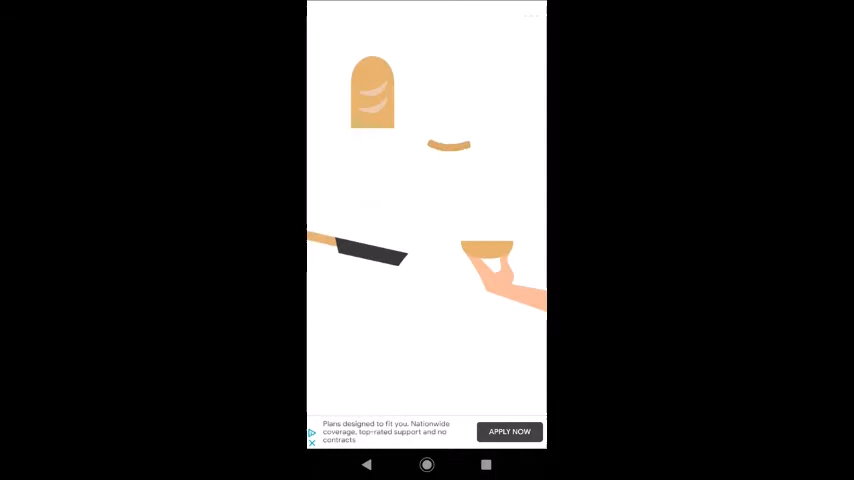 Plans designed to fit you. Nationwide
coverage, top-rated support and no
contracts
APPLY NOW